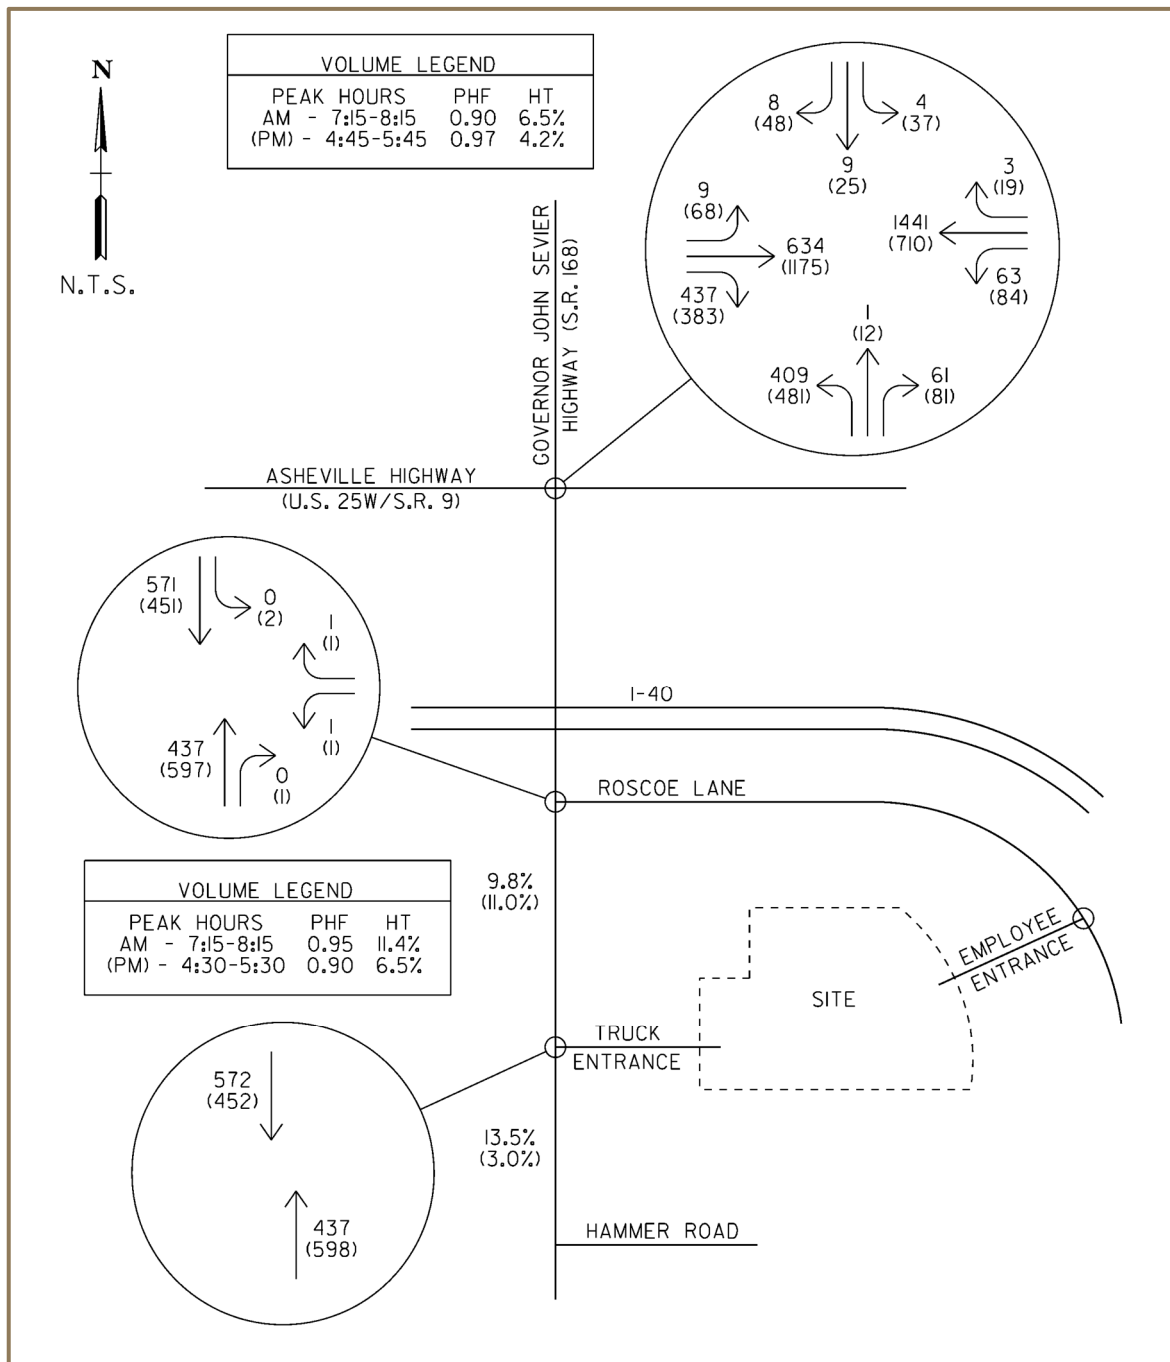 VOLUME LEGEND
PEAK HOURS PHF HT
AM - 7:15-8:15 0.90 6.5%
(PM) - 4:45-5:45 0.97 4.2%
N
N.T.S.
8
(48)
4
(37)
9
(25)
3
(19)
9
(68)
1441
(710)
634
(1175)
63
(84)
437
(383)
1
(12)
409
(481)
61
(81)
GOVERNOR JOHN SEVIER
HIGHWAY (S.R. 168)
ASHEVILLE HIGHWAY
(U.S. 25W/S.R. 9)
571
(451)
0
(2)
1
(1)
1
(1)
437
(597)
0
(1)
I-40
ROSCOE LANE
VOLUME LEGEND
PEAK HOURS PHF HT
AM - 7:15-8:15 0.95 11.4%
(PM) - 4:30-5:30 0.90 6.5%
9.8%
(11.0%)
EMPLOYEE
ENTRANCE
SITE
TRUCK
ENTRANCE
572
(452)
13.5%
(3.0%)
437
(598)
HAMMER ROAD